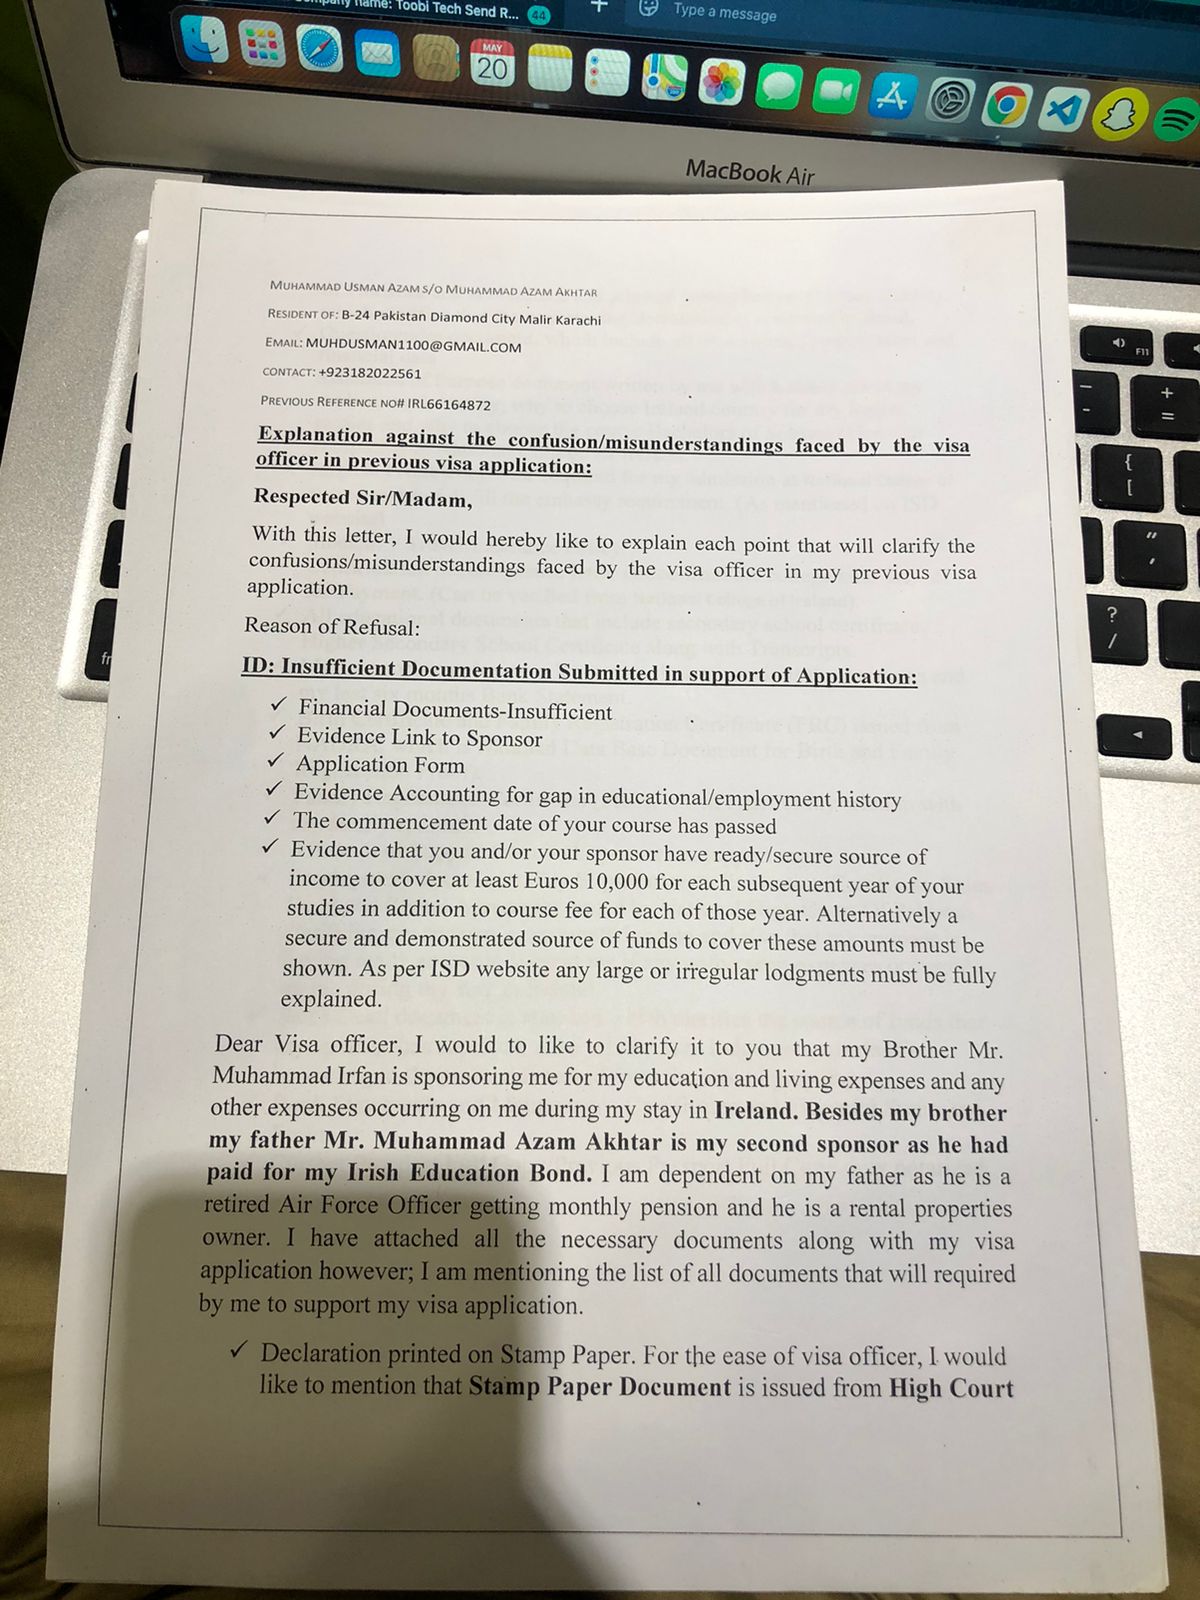 name: Toobi Tech Send R...
44
+
Type a message
MAY
20
MacBook Air
F11
+
=
-
{
[
"
'
?
/
MUHAMMAD USMAN AZAM S/O MUHAMMAD AZAM AKHTAR
RESIDENT OF: B-24 Pakistan Diamond City Malir Karachi
EMAIL: MUHDUSMAN1100@GMAIL.COM
CONTACT: +923182022561
PREVIOUS REFERENCE NO# IRL66164872
Explanation against the confusion/misunderstandings faced by the visa
officer in previous visa application:
Respected Sir/Madam,
With this letter, I would hereby like to explain each point that will clarify the
confusions/misunderstandings faced by the visa officer in my previous visa
application.
Reason of Refusal:
ID: Insufficient Documentation Submitted in support of Application:
✓ Financial Documents-Insufficient
✓ Evidence Link to Sponsor
✓ Application Form
✓ Evidence Accounting for gap in educational/employment history
✓ The commencement date of your course has passed
✓ Evidence that you and/or your sponsor have ready/secure source of
income to cover at least Euros 10,000 for each subsequent year of your
studies in addition to course fee for each of those year. Alternatively a
secure and demonstrated source of funds to cover these amounts must be
shown. As per ISD website any large or irregular lodgments must be fully
explained.
Dear Visa officer, I would to like to clarify it to you that my Brother Mr.
Muhammad Irfan is sponsoring me for my education and living expenses and any
other expenses occurring on me during my stay in Ireland. Besides my brother
my father Mr. Muhammad Azam Akhtar is my second sponsor as he had
paid for my Irish Education Bond. I am dependent on my father as he is a
retired Air Force Officer getting monthly pension and he is a rental properties
owner. I have attached all the necessary documents along with my visa
application however; I am mentioning the list of all documents that will required
by me to support my visa application.
✓ Declaration printed on Stamp Paper. For the ease of visa officer, I would
like to mention that Stamp Paper Document is issued from High Court